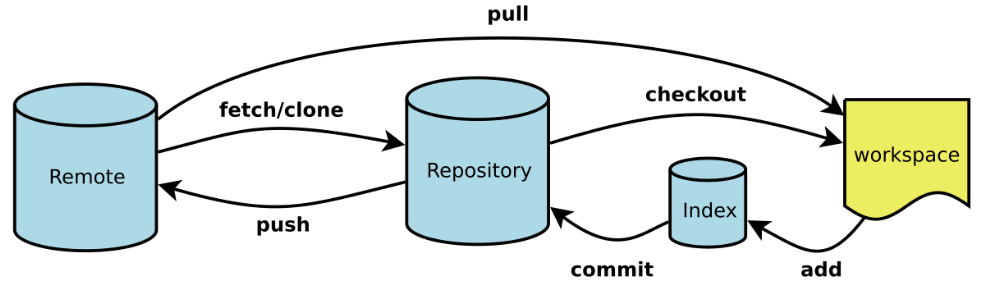 pull
fetch/clone
checkout
Remote
Repository
workspace
Index
push
commit
add